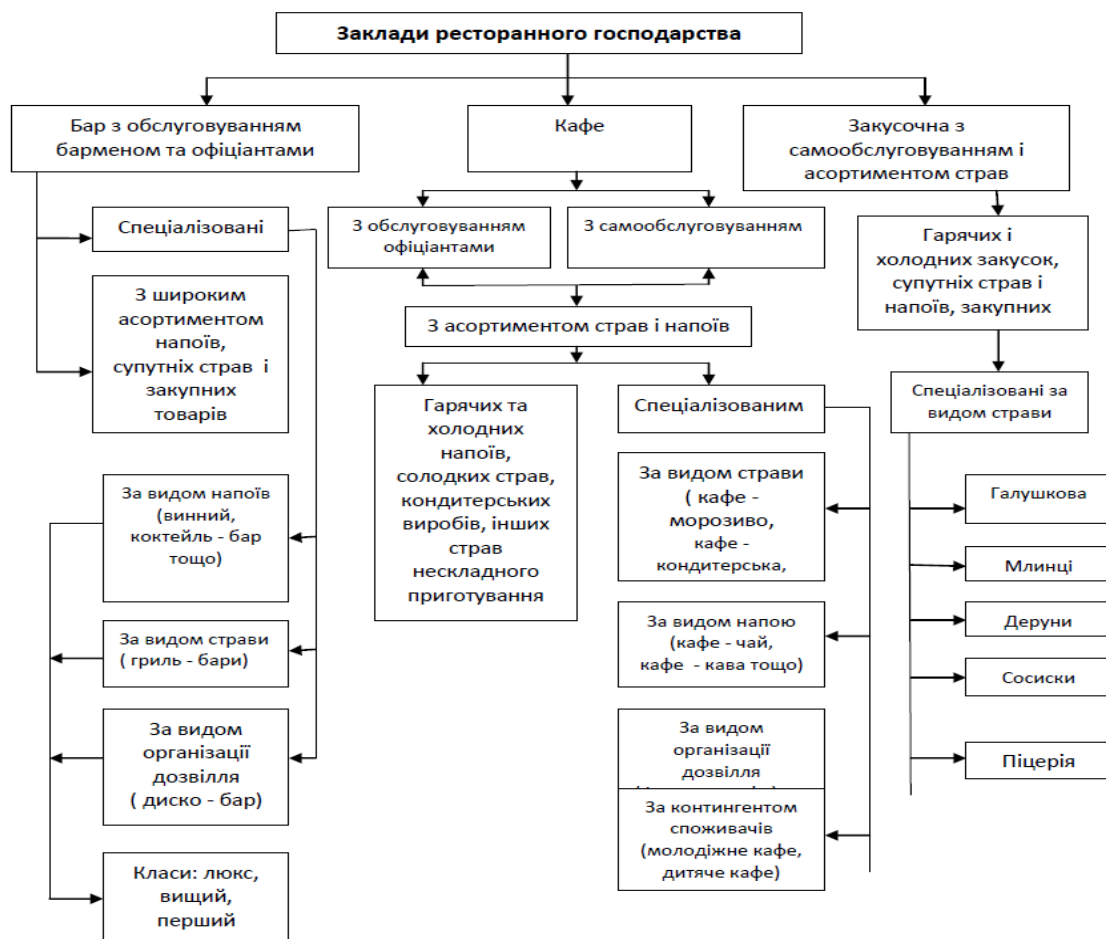 Заклади ресторанного господарства
Бар з обслуговуванням
барменом та офіціантами
Кафе
Закусочна з
самообслуговуванням і
асортиментом страв
Спеціалізовані
З широким
асортиментом
напоїв,
супутніх страв і
закупних
товарів
З обслуговуванням
офіціантами
З самообслуговуванням
Гарячих і
холодних закусок,
супутніх страв і
напоїв, закупних
З асортиментом страв і напоїв
Гарячих та
холодних
напоїв,
солодких страв,
кондитерських
виробів, інших
страв
нескладного
приготування
Спеціалізованим
Спеціалізовані за
видом страви
За видом напоїв
(винний,
коктейль - бар
тощо)
За видом страви
( гриль - бари)
За видом
організації
дозвілля
( диско - бар)
Класи: люкс,
вищий,
перший
За видом страви
( кафе -
морозиво,
кафе -
кондитерська,
За видом напою
(кафе - чай,
кафе - кава тощо)
За видом
організації
дозвілля
За контингентом
споживачів
(молодіжне кафе,
дитяче кафе)
Галушкова
Млинці
Деруни
Сосиски
Піцерія